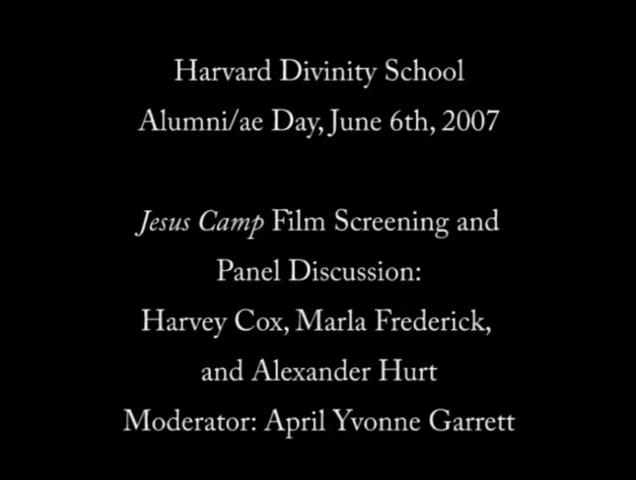 Harvard Divinity School
Alumni/ae Day, June 6th, 2007
Jesus Camp Film Screening and
Panel Discussion:
Harvey Cox, Marla Frederick,
and Alexander Hurt
Moderator: April Yvonne Garrett